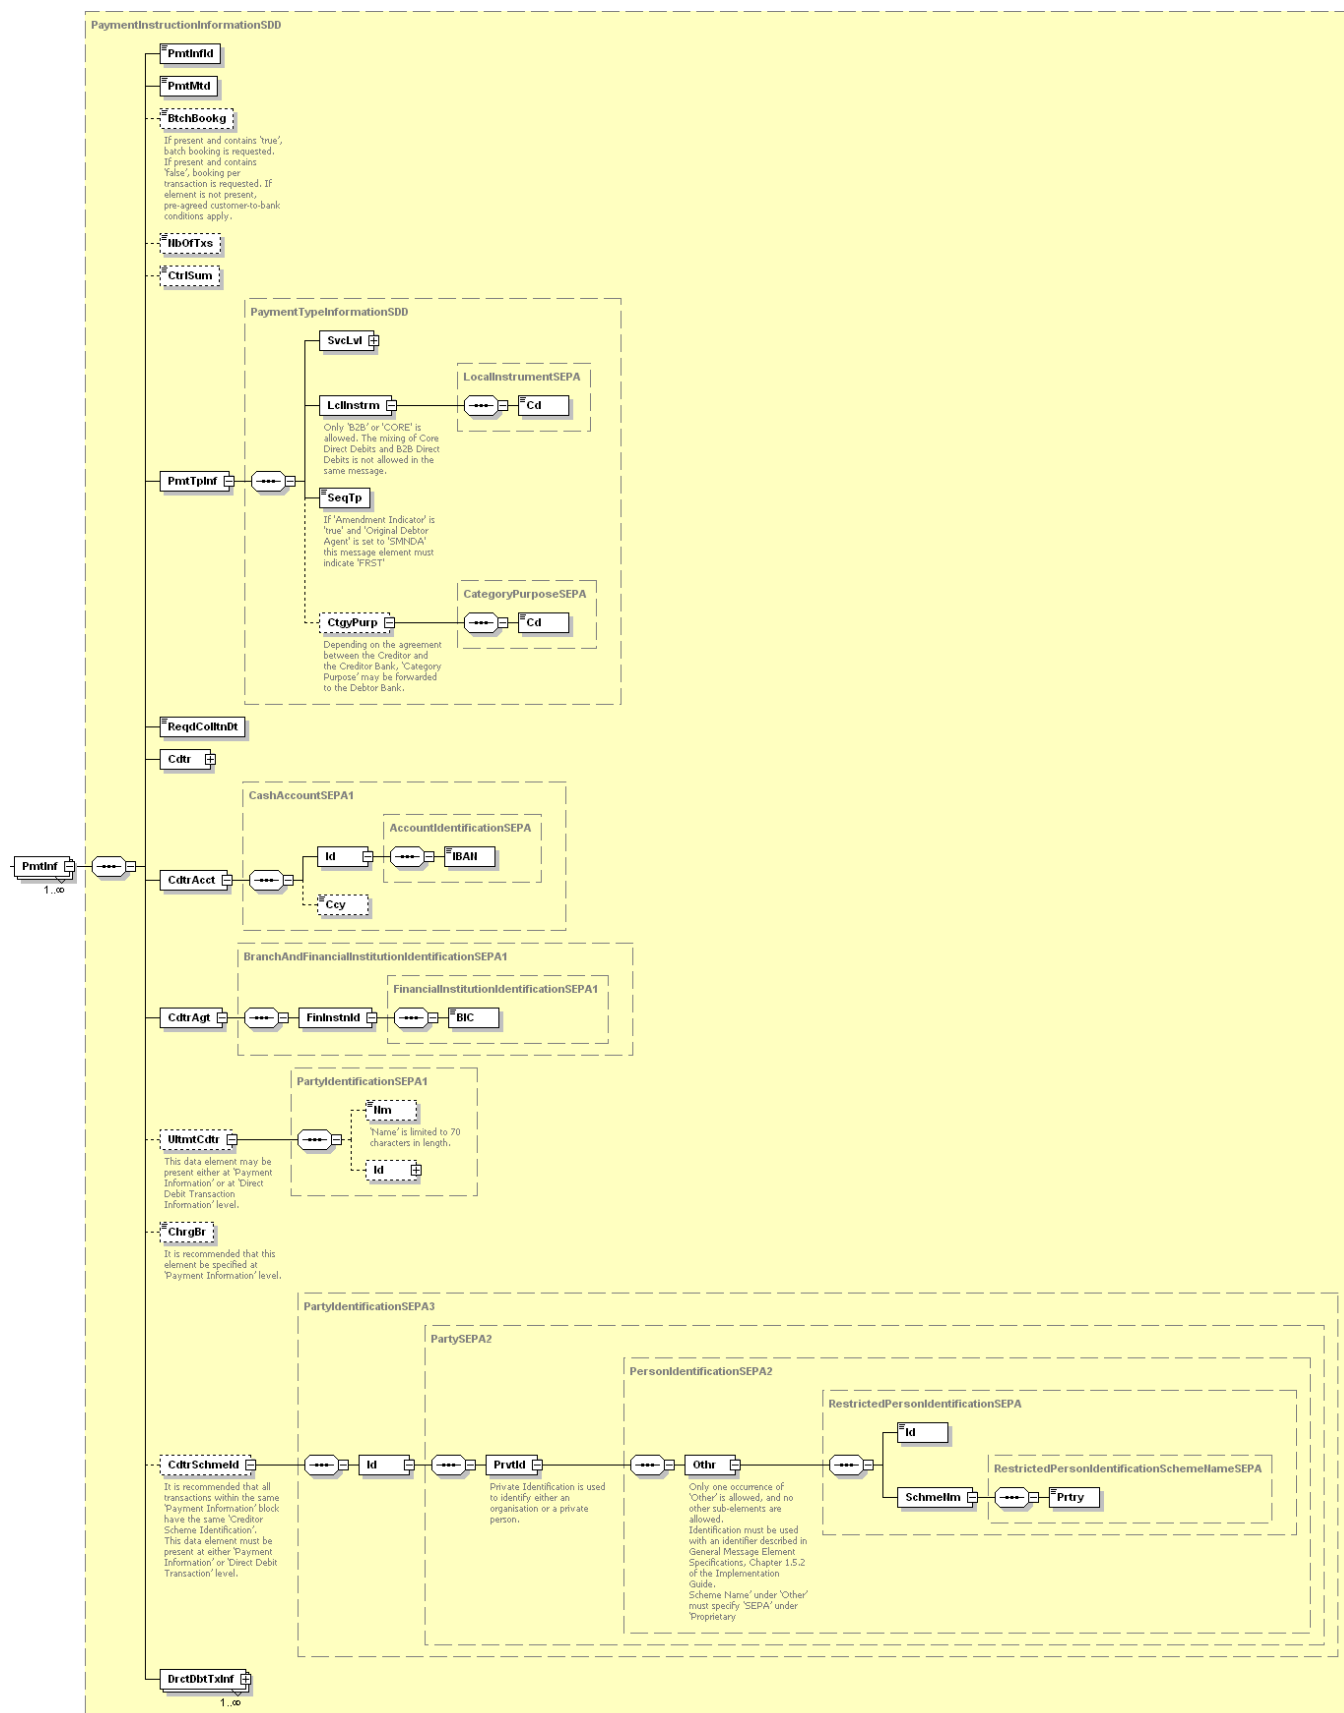 PaymentInstructionInformationSDD
PmtInfId
PmtMtd
BtchBookg
If present and contains 'true',
batch booking is requested.
If present and contains
'false', booking per
transaction is requested. If
element is not present,
pre-agreed customer-to-bank
conditions apply.
NbOfTxs
CtrlSum
PaymentTypeInformationSDD
SvcLvl
LocalInstrumentSEPA
LclInstrm
Cd
Only 'B2B' or 'CORE' is
allowed. The mixing of Core
Direct Debits and B2B Direct
Debits is not allowed in the
same message.
PmtTpInf
SeqTp
If 'Amendment Indicator' is
'true' and 'Original Debtor
Agent' is set to 'SMNDA'
this message element must
indicate 'FRST'
CategoryPurposeSEPA
CtgyPurp
Cd
Depending on the agreement
between the Creditor and
the Creditor Bank, 'Category
Purpose' may be forwarded
to the Debtor Bank.
ReqdColltnDt
Cdtr
CashAccountSEPA1
AccountIdentificationSEPA
Id
IBAN
PmtInf
1..∞
CdtrAcct
Ccy
BranchAndFinancialInstitutionIdentificationSEPA1
FinancialInstitutionIdentificationSEPA1
CdtrAgt
FinInstnId
BIC
PartyIdentificationSEPA1
Nm
'Name' is limited to 70
characters in length.
UltmtCdtr
Id
This data element may be
present either at 'Payment
Information' or at 'Direct
Debit Transaction
Information' level.
ChrgBr
It is recommended that this
element be specified at
'Payment Information' level.
PartyIdentificationSEPA3
PartySEPA2
PersonIdentificationSEPA2
RestrictedPersonIdentificationSEPA
Id
CdtrSchmeId
Id
PrvtId
Othr
RestrictedPersonIdentificationSchemeNameSEPA
SchmeNm
Prtry
It is recommended that all
transactions within the same
'Payment Information' block
have the same 'Creditor
Scheme Identification'.
This data element must be
present at either 'Payment
Information' or 'Direct Debit
Transaction' level.
Private Identification is used
to identify either an
organisation or a private
person.
Only one occurrence of
'Other' is allowed, and no
other sub-elements are
allowed.
Identification must be used
with an identifier described in
General Message Element
Specifications, Chapter 1.5.2
of the Implementation
Guide.
Scheme Name' under 'Other'
must specify 'SEPA' under
'Proprietary
DrctDbtTxInf
1..∞